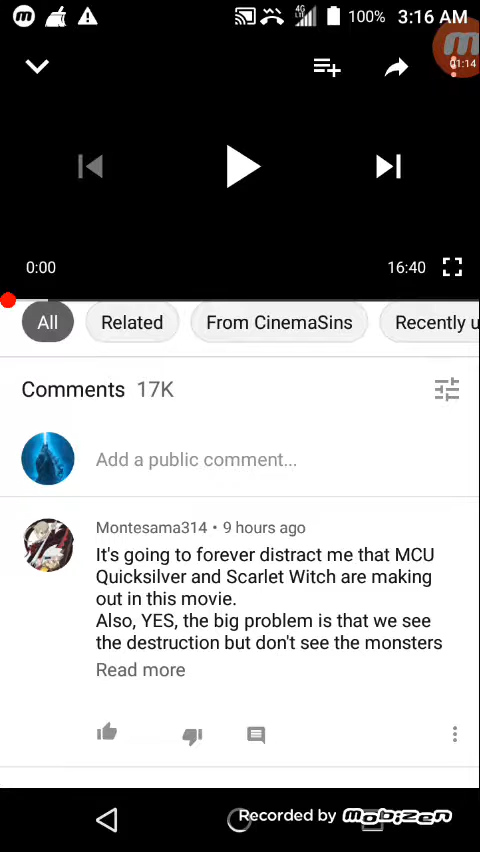 4G
100%
3:16 AM
01:14
0:00
16:40
All
Related
From CinemaSins
Recently u
Comments 17K
Add a public comment...
Montesama314 • 9 hours ago
It's going to forever distract me that MCU
Quicksilver and Scarlet Witch are making
out in this movie.
Also, YES, the big problem is that we see
the destruction but don't see the monsters
Read more
Recorded by Mobizen